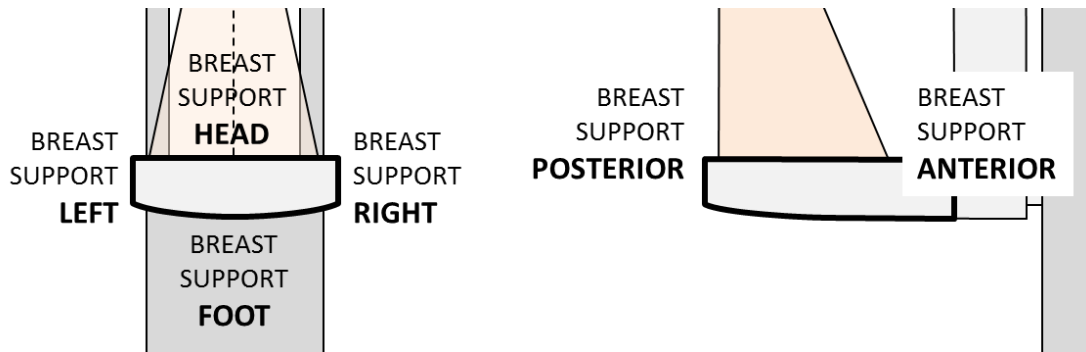 BREAST
SUPPORT
HEAD
BREAST
SUPPORT
LEFT
BREAST
SUPPORT
RIGHT
BREAST
SUPPORT
FOOT
BREAST
SUPPORT
POSTERIOR
BREAST
SUPPORT
ANTERIOR